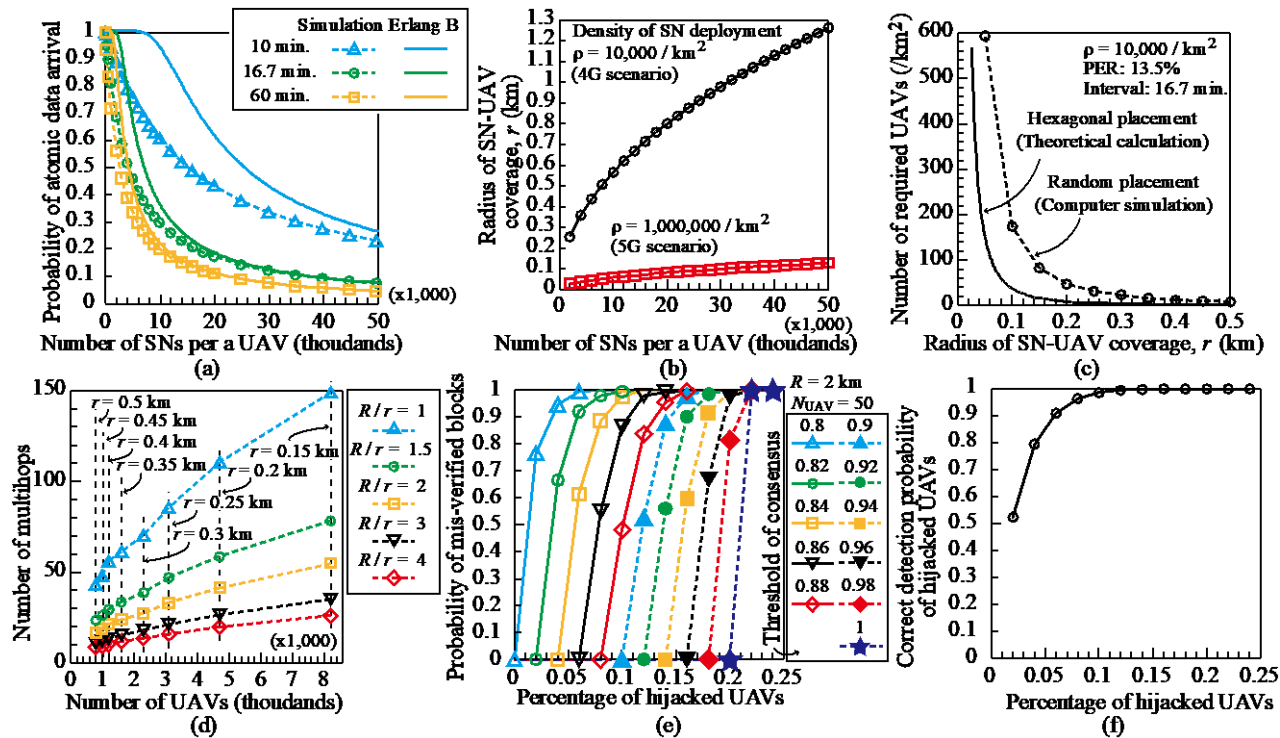 Simulation Erlang B
10 min.
16.7 min.
60 min.
Probability of atomic data arrival
1
0.9
0.8
0.7
0.6
0.5
0.4
0.3
0.2
0.1
0
0 10 20 30 40 50
(x1,000)
Number of SNs per a UAV (thoudands)
(a)
Radius of SN-UAV
coverage, r (km)
1.3
1.2
1.1
1
0.9
0.8
0.7
0.6
0.5
0.4
0.3
0.2
0.1
0
Density of SN deployment
ρ = 10,000 / km²
(4G scenario)
ρ = 1,000,000 / km²
(5G scenario)
0 10 20 30 40 50
(x1,000)
Number of SNs per a UAV (thoudands)
(b)
Number of required UAVs (/km²)
600
500
400
300
200
100
0
ρ = 10,000 / km²
PER: 13.5%
Interval: 16.7 min.
Hexagonal placement
(Theoretical calculation)
Random placement
(Computer simulation)
0 0.1 0.2 0.3 0.4 0.5
Radius of SN-UAV coverage, r (km)
(c)
Number of multihops
150
100
50
0
r = 0.5 km
r = 0.45 km
r = 0.4 km
r = 0.35 km
r = 0.15 km
r = 0.2 km
r = 0.25 km
r = 0.3 km
(x1,000)
0 1 2 3 4 5 6 7 8
Number of UAVs (thoudands)
(d)
R/r = 1
R/r = 1.5
R/r = 2
R/r = 3
R/r = 4
Probability of mis-verified blocks
1
0.9
0.8
0.7
0.6
0.5
0.4
0.3
0.2
0.1
0
0 0.05 0.1 0.15 0.2 0.25
Percentage of hijacked UAVs
(e)
R = 2 km
NUAV = 50
Threshold of consensus
0.8 0.9
0.82 0.92
0.84 0.94
0.86 0.96
0.88 0.98
1
Correct detection probability
of hijacked UAVs
1
0.9
0.8
0.7
0.6
0.5
0.4
0.3
0.2
0.1
0
0 0.05 0.1 0.15 0.2 0.25
Percentage of hijacked UAVs
(f)